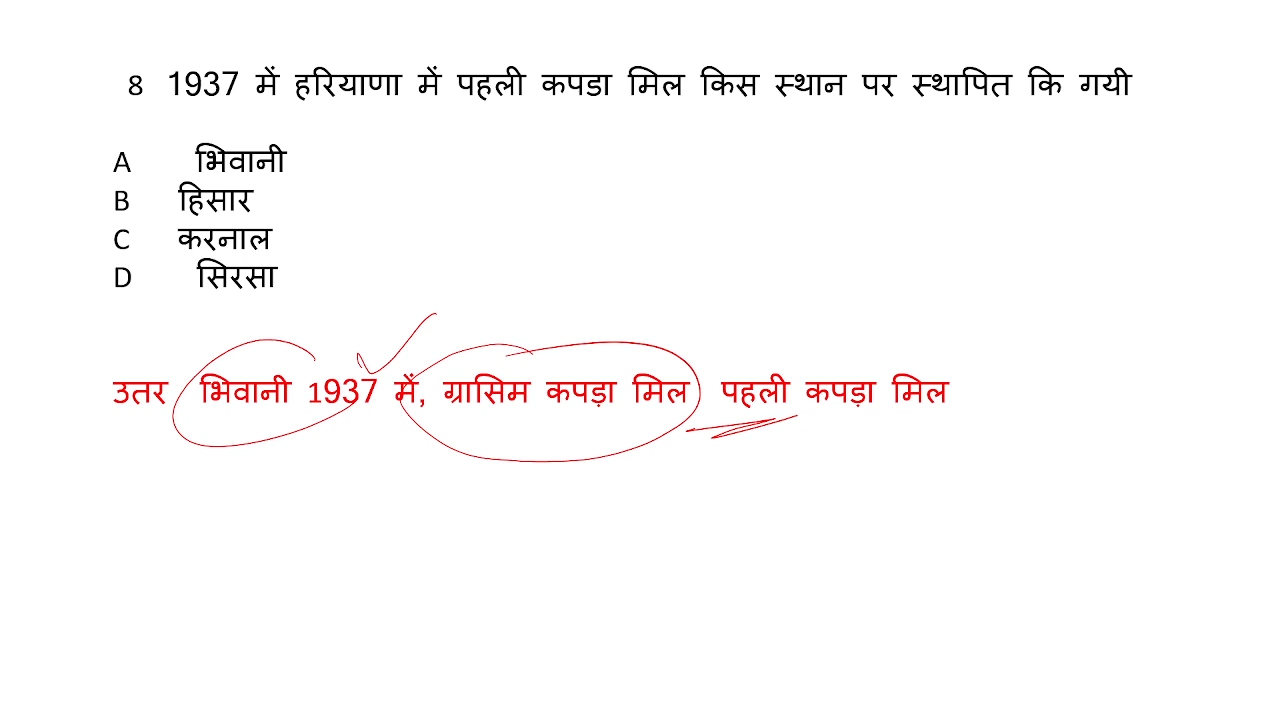 8 1937 में हरियाणा में पहली कपडा मिल किस स्थान पर स्थापित कि गयी
A भिवानी
B हिसार
C करनाल
D सिरसा
उतर भिवानी 1937 में, ग्रासिम कपड़ा मिल पहली कपड़ा मिल